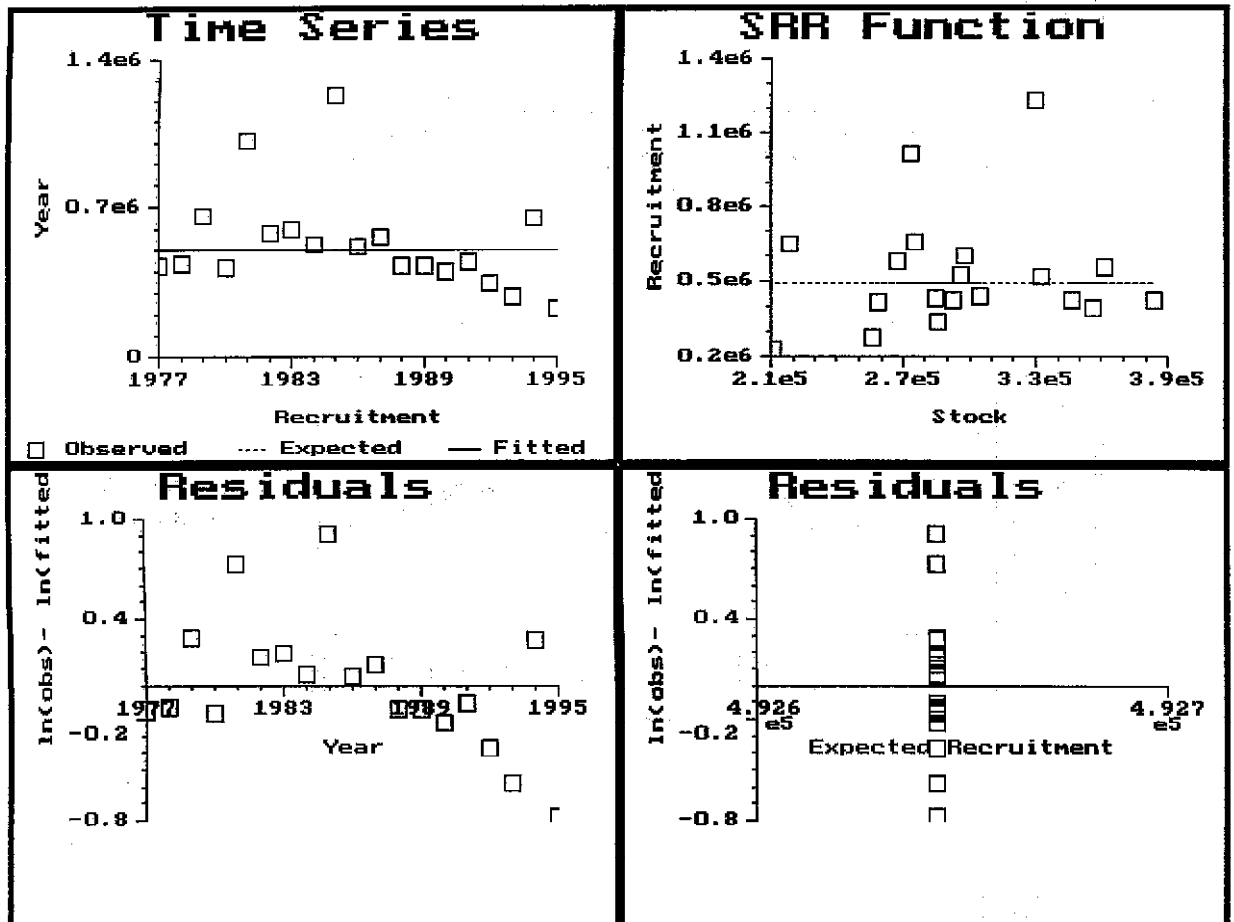 Time Series
1.4e6
0.7e6
0
Year
1977 1983 1989 1995
Recruitment
Observed ---- Expected — Fitted
SRR Function
1.4e6
1.1e6
0.8e6
0.5e6
0.2e6
Recruitment
2.1e5 2.7e5 3.3e5 3.9e5
Stock
Residuals
ln(obs)- ln(fitted
1.0
0.4
-0.2
-0.8
1977 1983 1989 1995
Year
Residuals
ln(obs)- ln(fitted
1.0
0.4
-0.2
-0.8
4.926 e5
4.927 e5
Expected Recruitment